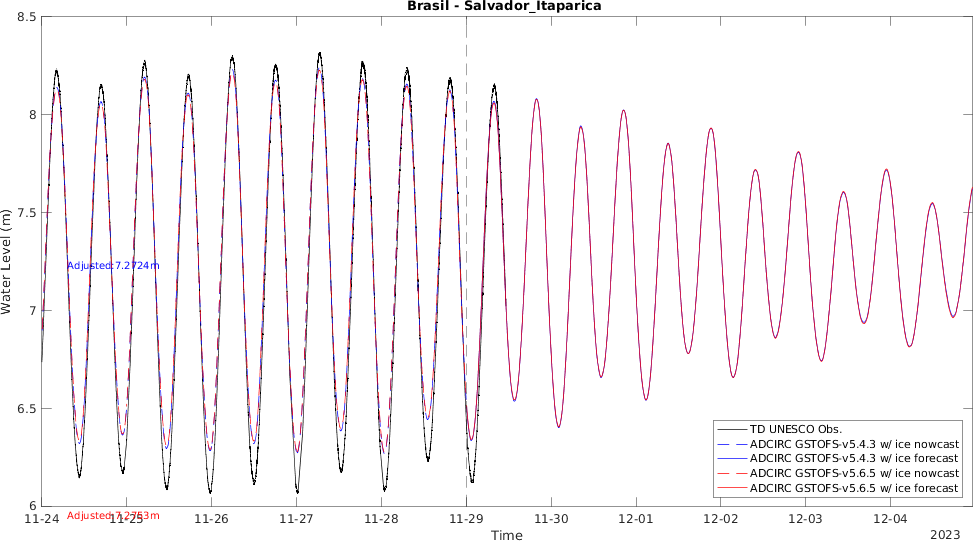 Brasil - Salvador_Itaparica
8.5
8
7.5
7
6.5
6
Water Level (m)
Adjusted:7.2724m
Adjusted:7.2753m
TD UNESCO Obs.
ADCIRC GSTOFS-v5.4.3 w/ ice nowcast
ADCIRC GSTOFS-v5.4.3 w/ ice forecast
ADCIRC GSTOFS-v5.6.5 w/ ice nowcast
ADCIRC GSTOFS-v5.6.5 w/ ice forecast
11-24 11-25 11-26 11-27 11-28 11-29 11-30 12-01 12-02 12-03 12-04
Time
2023